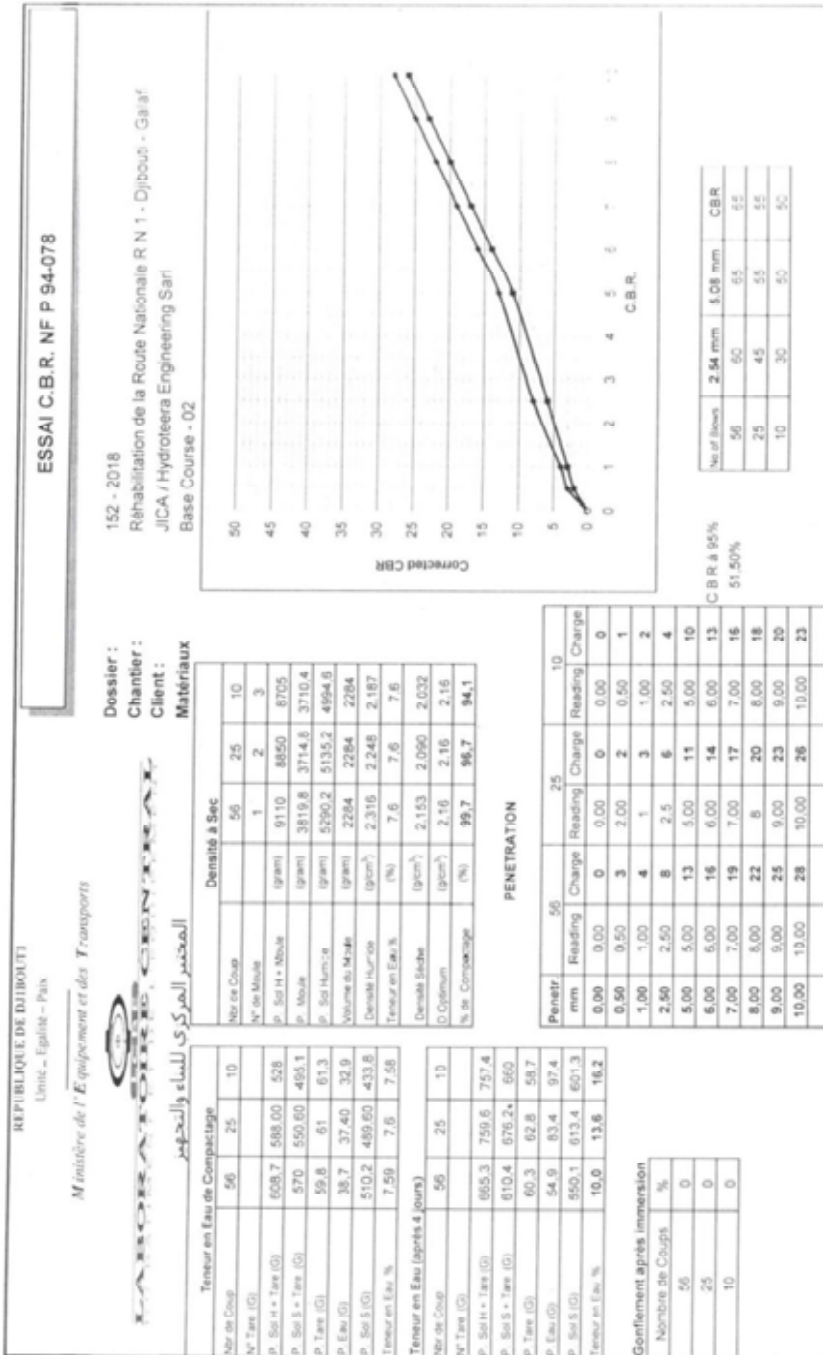 REPUBLIQUE DE DJIBOUTI
Unité – Egalité – Paix
Ministère de l'Equipement et des Transports
LABORATOIRE CENTRAL
المختبر المركزي للبناء والتجهيز
ESSAI C.B.R. NF P 94-078
Dossier : 152 - 2018
Chantier : Réhabilitation de la Route Nationale R N 1 - Djibouti - Galafi
Client : JICA / Hydroteera Engineering Sarl
Matériaux Base Course - 02
Teneur en Eau de Compactage
Nbr de Coup 56 25 10
N° Tare (G)
P. Sol H + Tare (G) 608,7 588,00 528
P. Sol S + Tare (G) 570 550,60 495,1
P. Tare (G) 59,8 61 61,3
P. Eau (G) 38,7 37,40 32,9
P. Sol S (G) 510,2 489,60 433,8
Teneur en Eau % 7,59 7,6 7,58
Teneur en Eau (après 4 jours)
Nbr de Coup 56 25 10
N° Tare (G)
P. Sol H + Tare (G) 665,3 759,6 757,4
P. Sol S + Tare (G) 610,4 676,2 660
P. Tare (G) 60,3 62,8 58,7
P. Eau (G) 54,9 83,4 97,4
P. Sol S (G) 550,1 613,4 601,3
Teneur en Eau % 10,0 13,6 16,2
Gonflement après immersion
Nombre de Coups %
56 0
25 0
10 0
Densité à Sec
Nbr de Coup 56 25 10
N° de Moule 1 2 3
P. Sol H + Moule (gram) 9110 8850 8705
P. Moule (gram) 3819,8 3714,8 3710,4
P. Sol Humide (gram) 5290,2 5135,2 4994,6
Volume du Moule 2284 2284 2284
Densité Humide (g/cm³) 2,316 2,248 2,187
Teneur en Eau % (%) 7,6 7,6 7,6
Densité Sèche (g/cm³) 2,153 2,090 2,032
D Optimum (g/cm³) 2,16 2,16 2,16
% de Compactage (%) 99,7 96,7 94,1
PENETRATION
Penetr. 56 25 10
mm Reading Charge Reading Charge Reading Charge
0,00 0,00 0 0,00 0 0,00 0
0,50 0,50 3 2,00 2 0,50 1
1,00 1,00 4 1 3 1,00 2
2,50 2,50 8 2,5 6 2,50 4
5,00 5,00 13 5,00 11 5,00 10
6,00 6,00 16 6,00 14 6,00 13
7,00 7,00 19 7,00 17 7,00 16
8,00 8,00 22 8 20 8,00 18
9,00 9,00 25 9,00 23 9,00 20
10,00 10,00 28 10,00 26 10,00 23
Corrected CBR
50
45
40
35
30
25
20
15
10
5
0
0 1 2 3 4 5 6 7 8 9 10
C.B.R.
C B R à 95%
51.50%
No of Blows 2.54 mm 5.08 mm CBR
56 60 65 65
25 45 55 55
10 30 50 50